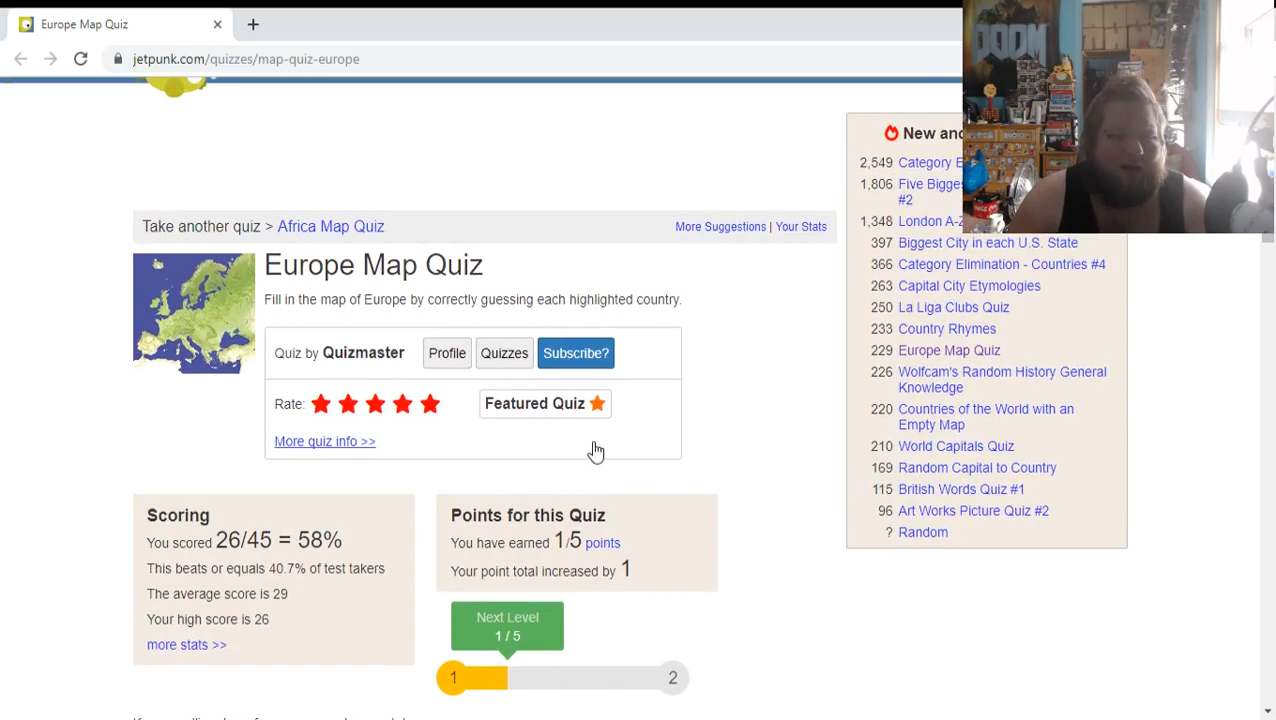 Europe Map Quiz
jetpunk.com/quizzes/map-quiz-europe
DOOM
Take another quiz > Africa Map Quiz
More Suggestions | Your Stats
Europe Map Quiz
Fill in the map of Europe by correctly guessing each highlighted country.
Quiz by Quizmaster Profile Quizzes Subscribe?
Rate: Featured Quiz
More quiz info >>
Scoring
You scored 26/45 = 58%
This beats or equals 40.7% of test takers
The average score is 29
Your high score is 26
more stats >>
Points for this Quiz
You have earned 1/5 points
Your point total increased by 1
Next Level
1 / 5
1 2
New
2,549 Category
1,806 Five
#2
1,348 London
397 Biggest City in each U.S. State
366 Category Elimination - Countries #4
263 Capital City Etymologies
250 La Liga Clubs Quiz
233 Country Rhymes
229 Europe Map Quiz
226 Wolfcam's Random History General
Knowledge
220 Countries of the World with an
Empty Map
210 World Capitals Quiz
169 Random Capital to Country
115 British Words Quiz #1
96 Art Works Picture Quiz #2
? Random